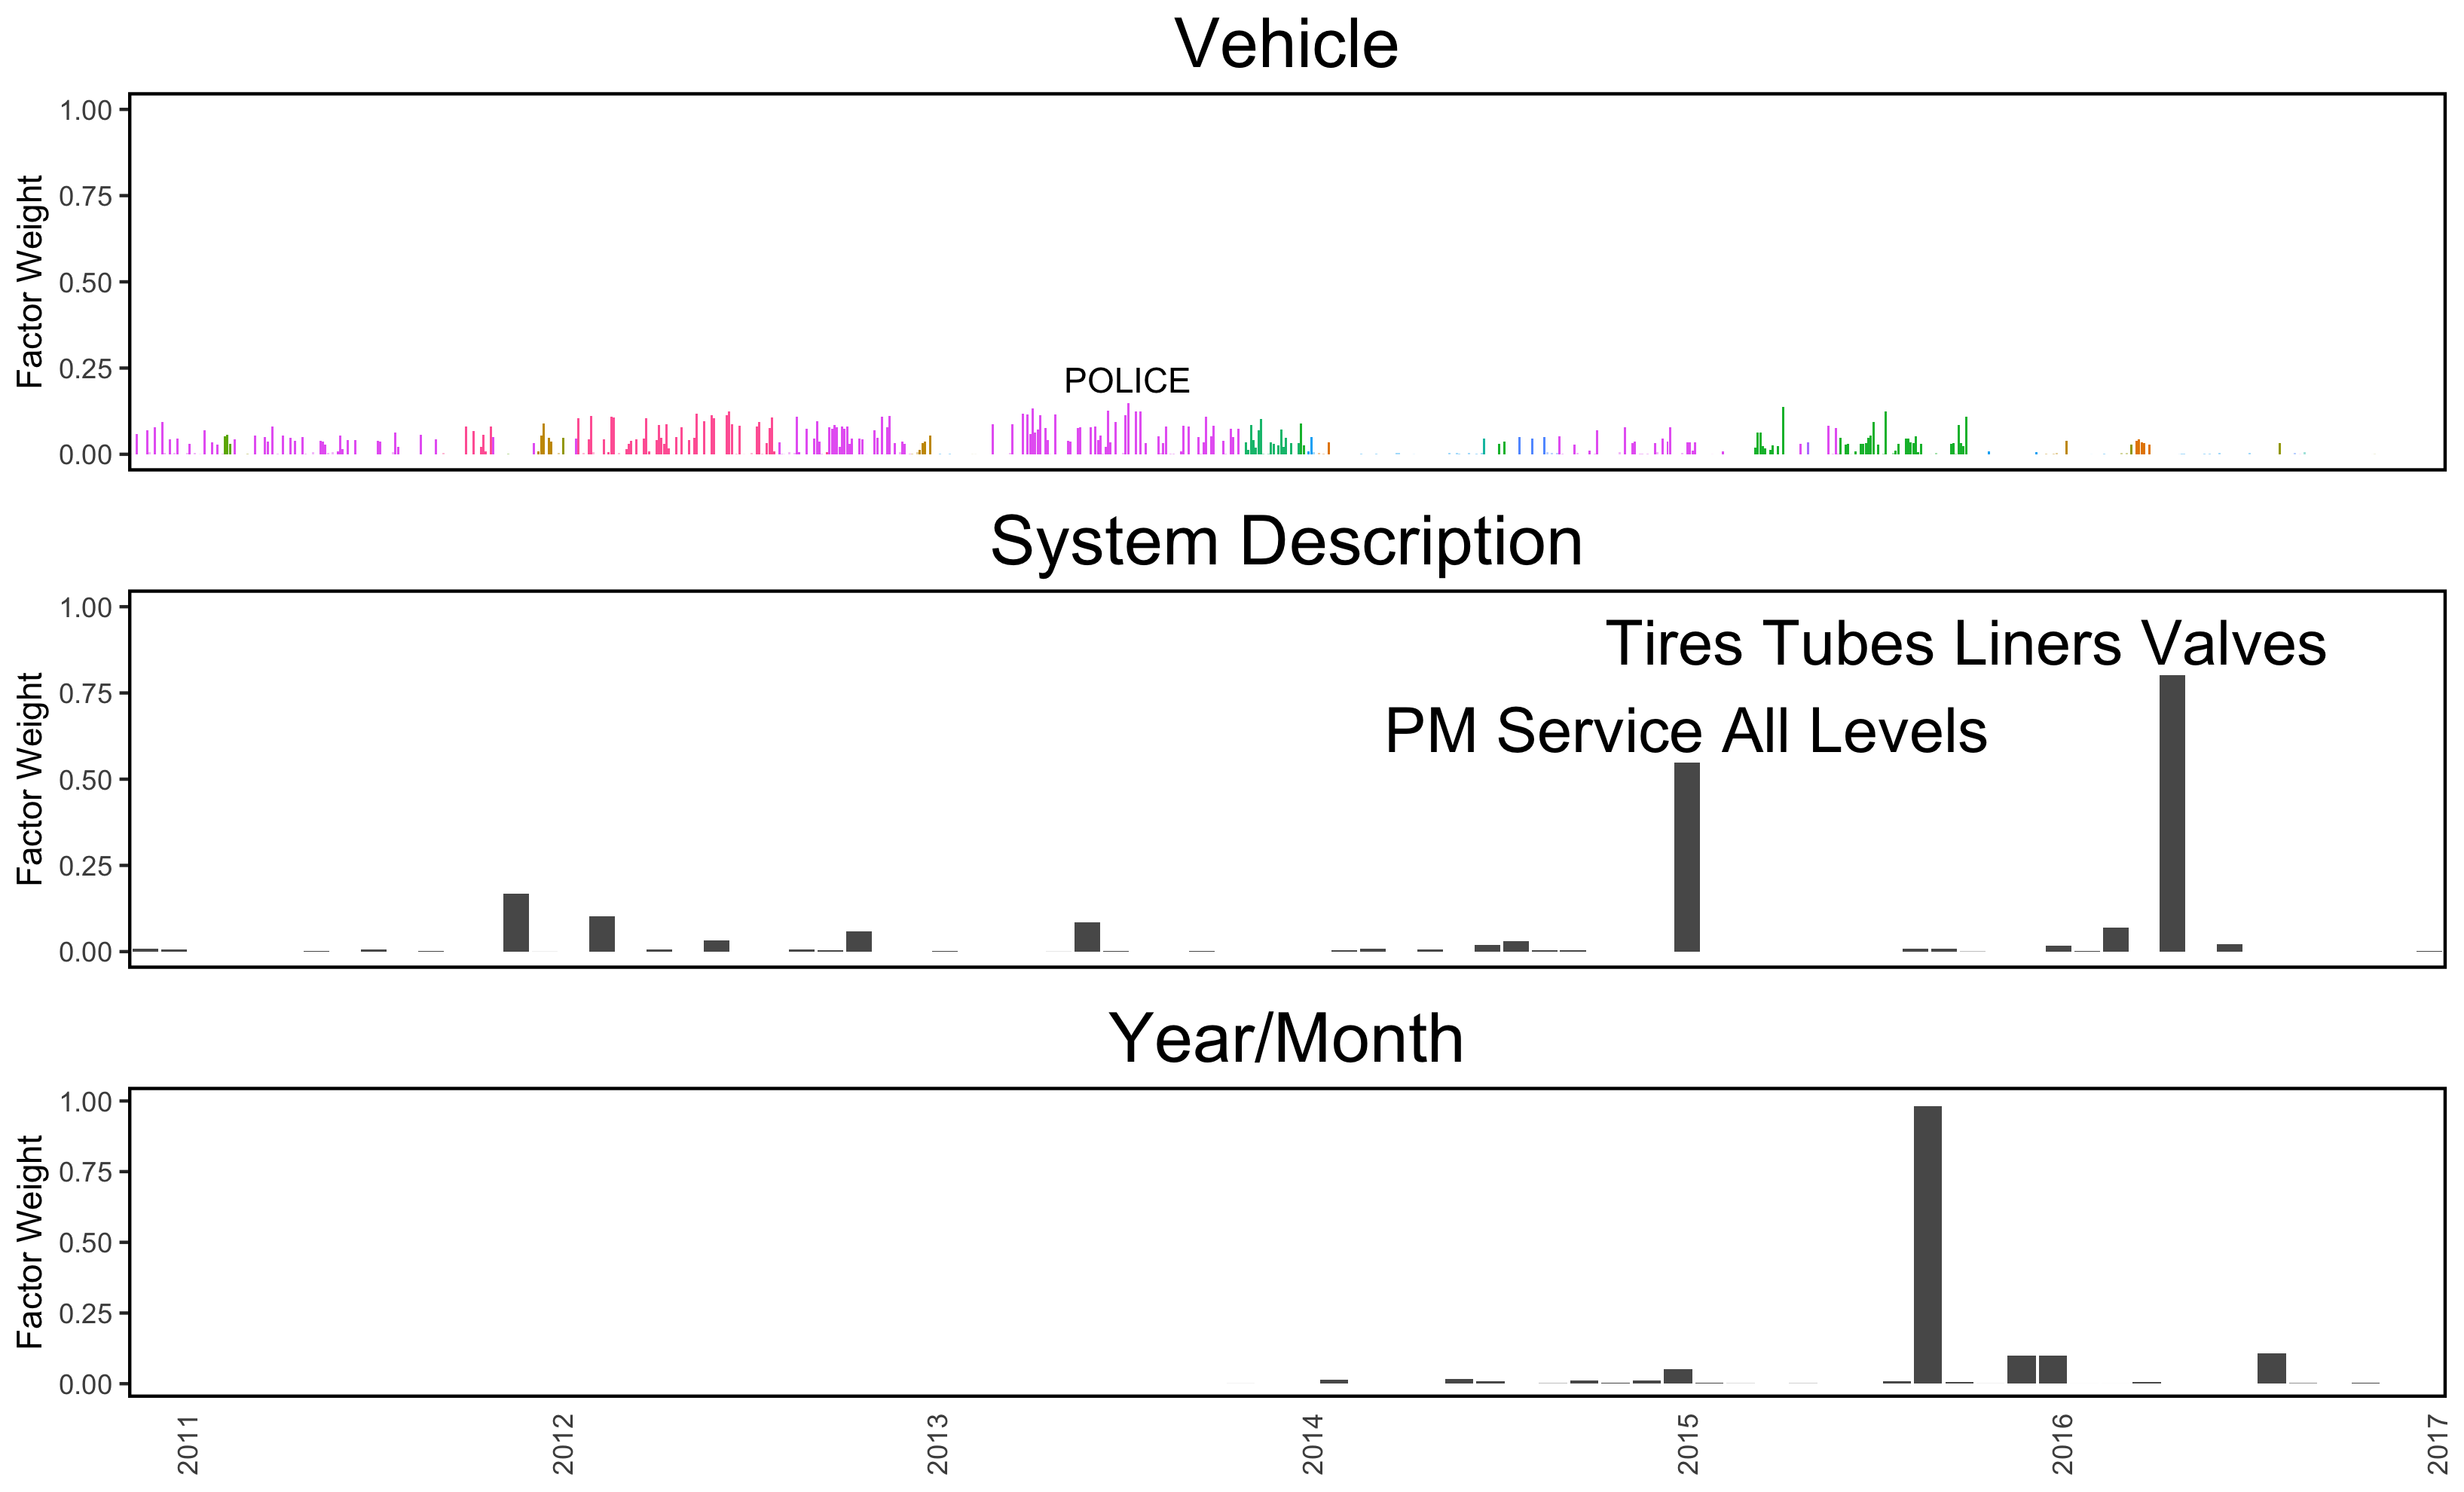 Vehicle
1.00
0.75
0.50
0.25
0.00
Factor Weight
POLICE
System Description
1.00
0.75
0.50
0.25
0.00
Factor Weight
Tires Tubes Liners Valves
PM Service All Levels
Year/Month
1.00
0.75
0.50
0.25
0.00
Factor Weight
2011 2012 2013 2014 2015 2016 2017